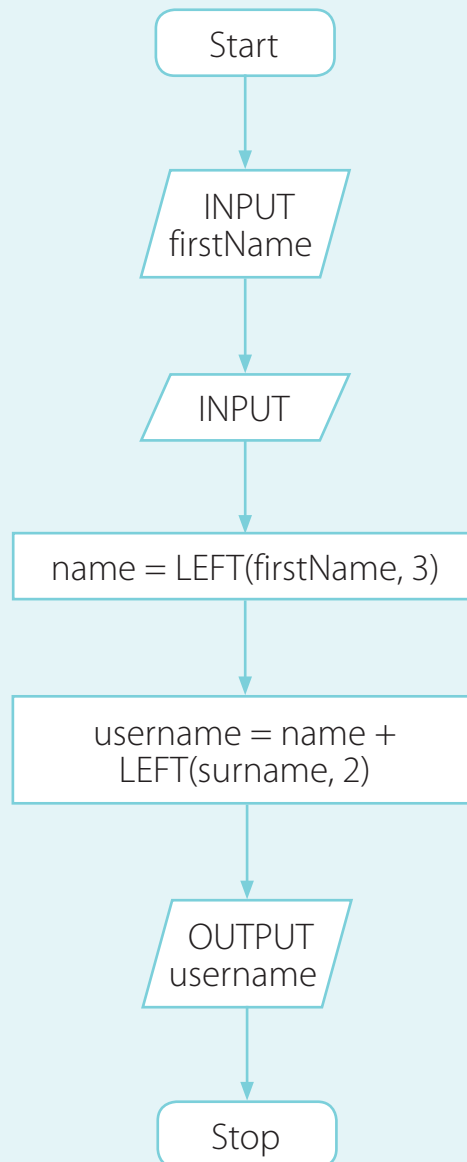 Start
INPUT
firstName
INPUT
name = LEFT(firstName, 3)
username = name +
LEFT(surname, 2)
OUTPUT
username
Stop